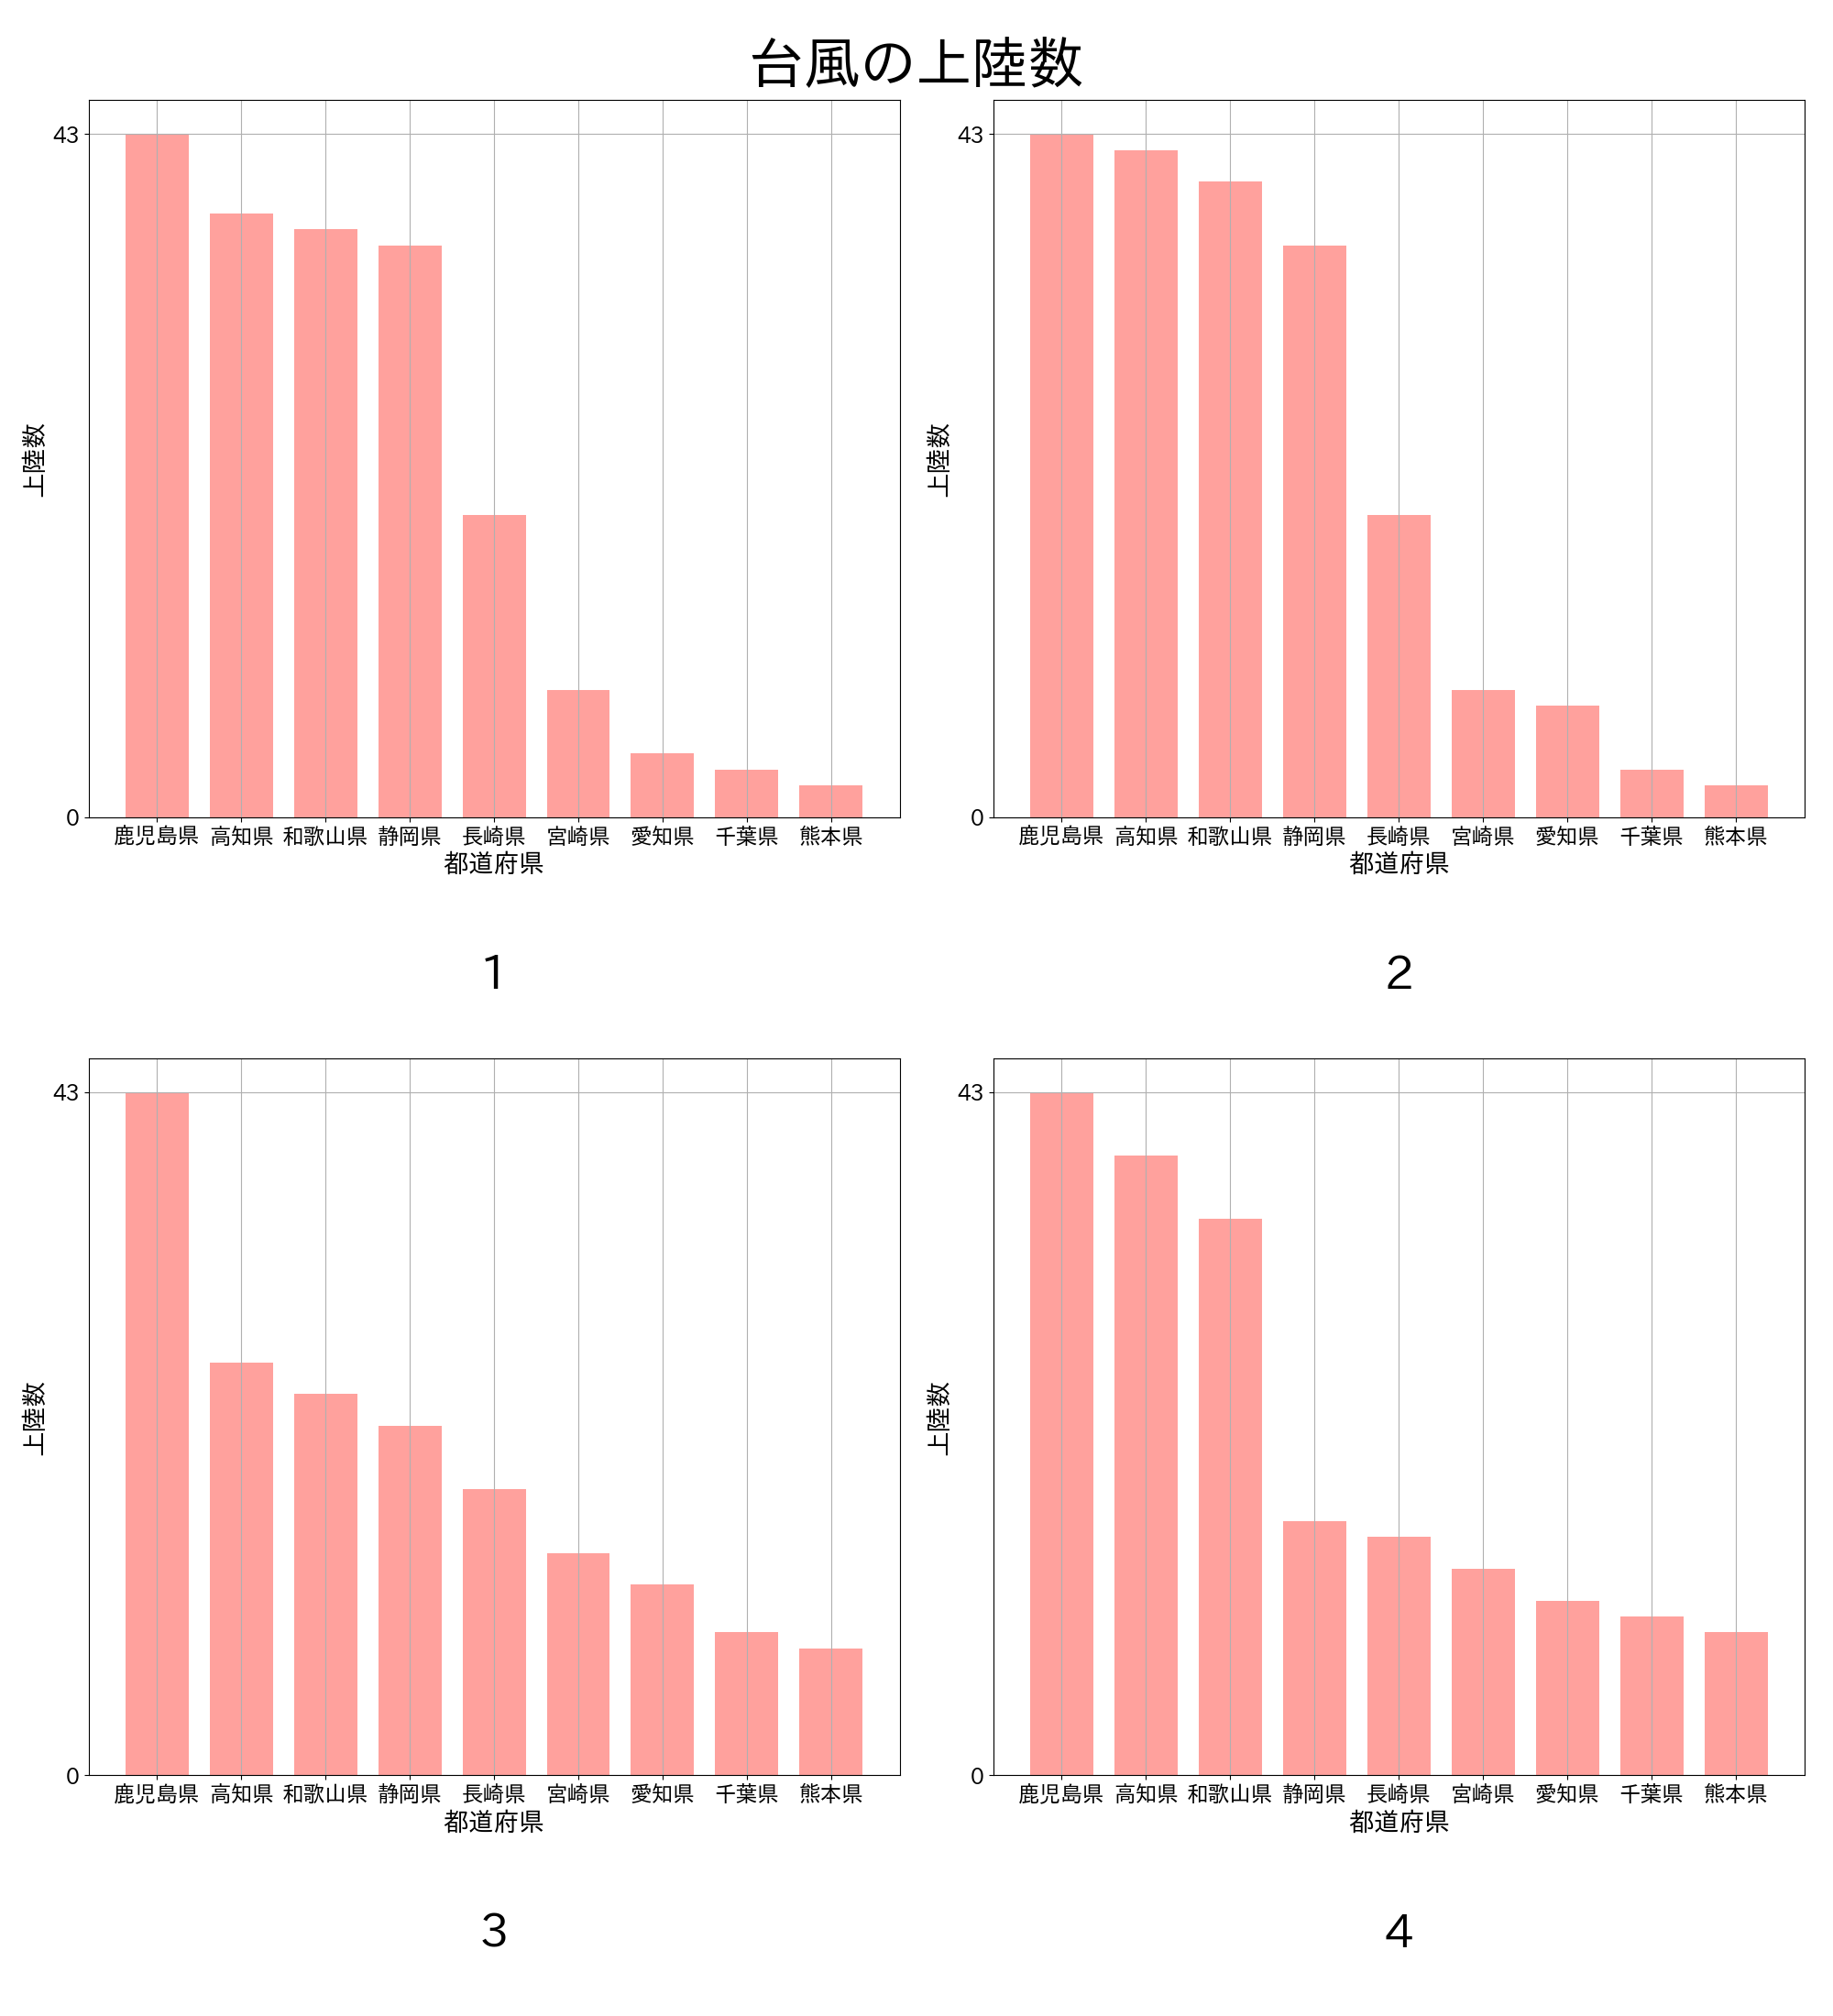 台風の上陸数
43
0
上陸数
鹿児島県 高知県 和歌山県 静岡県 長崎県 宮崎県 愛知県 千葉県 熊本県
都道府県
1
43
0
上陸数
鹿児島県 高知県 和歌山県 静岡県 長崎県 宮崎県 愛知県 千葉県 熊本県
都道府県
2
43
0
上陸数
鹿児島県 高知県 和歌山県 静岡県 長崎県 宮崎県 愛知県 千葉県 熊本県
都道府県
3
43
0
上陸数
鹿児島県 高知県 和歌山県 静岡県 長崎県 宮崎県 愛知県 千葉県 熊本県
都道府県
4